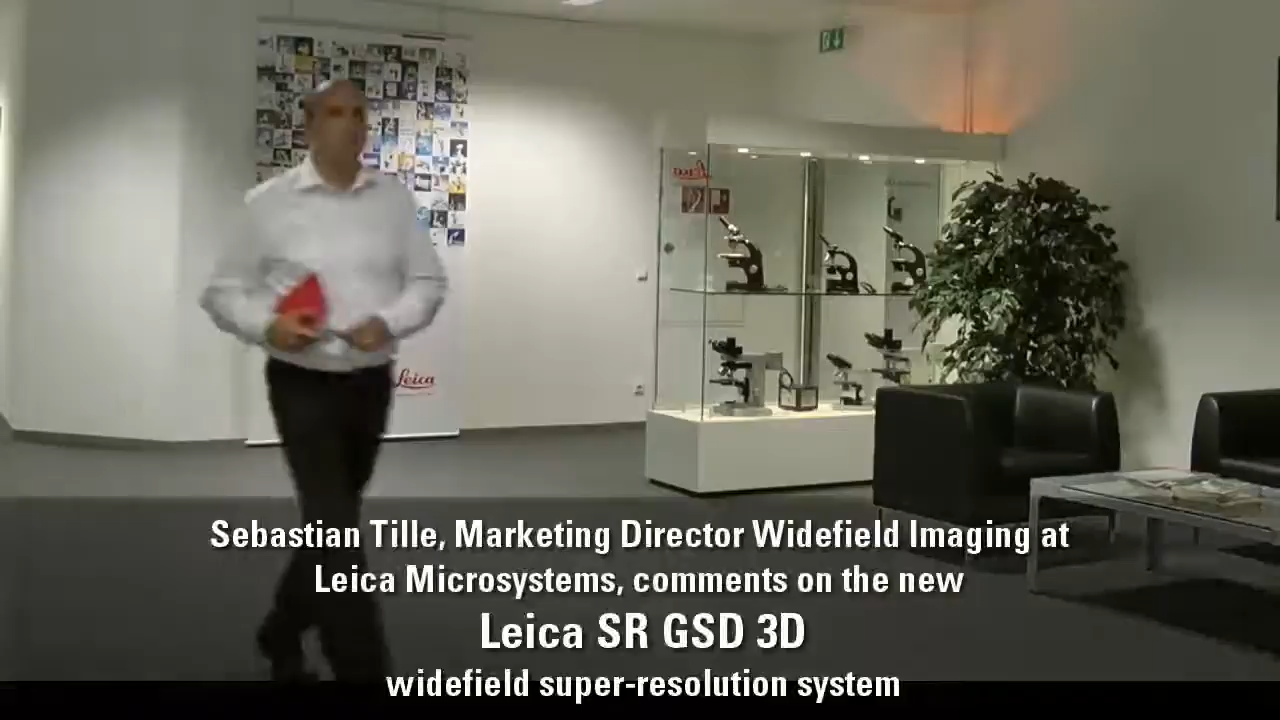 Leica
Leica
Sebastian Tille, Marketing Director Widefield Imaging at
Leica Microsystems, comments on the new
Leica SR GSD 3D
widefield super-resolution system